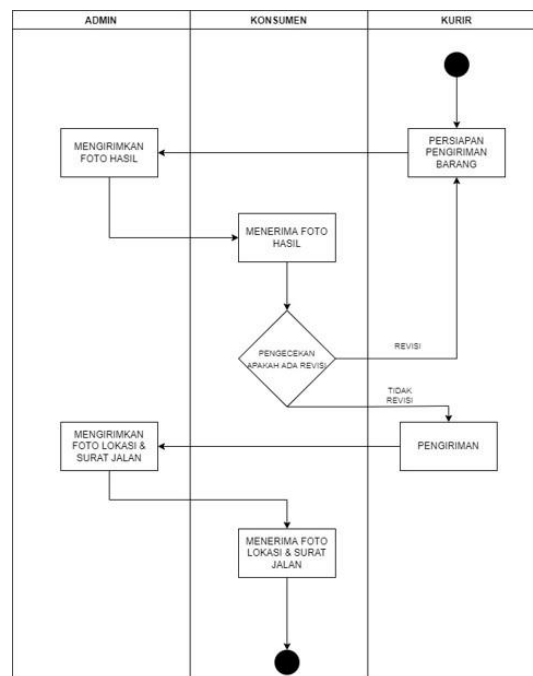 ADMIN
KONSUMEN
KURIR
PERSIAPAN
PENGIRIMAN
BARANG
MENGIRIMKAN
FOTO HASIL
MENERIMA FOTO
HASIL
PENGECEKAN
APAKAH ADA REVISI
REVISI
TIDAK
REVISI
PENGIRIMAN
MENGIRIMKAN
FOTO LOKASI &
SURAT JALAN
MENERIMA FOTO
LOKASI & SURAT
JALAN